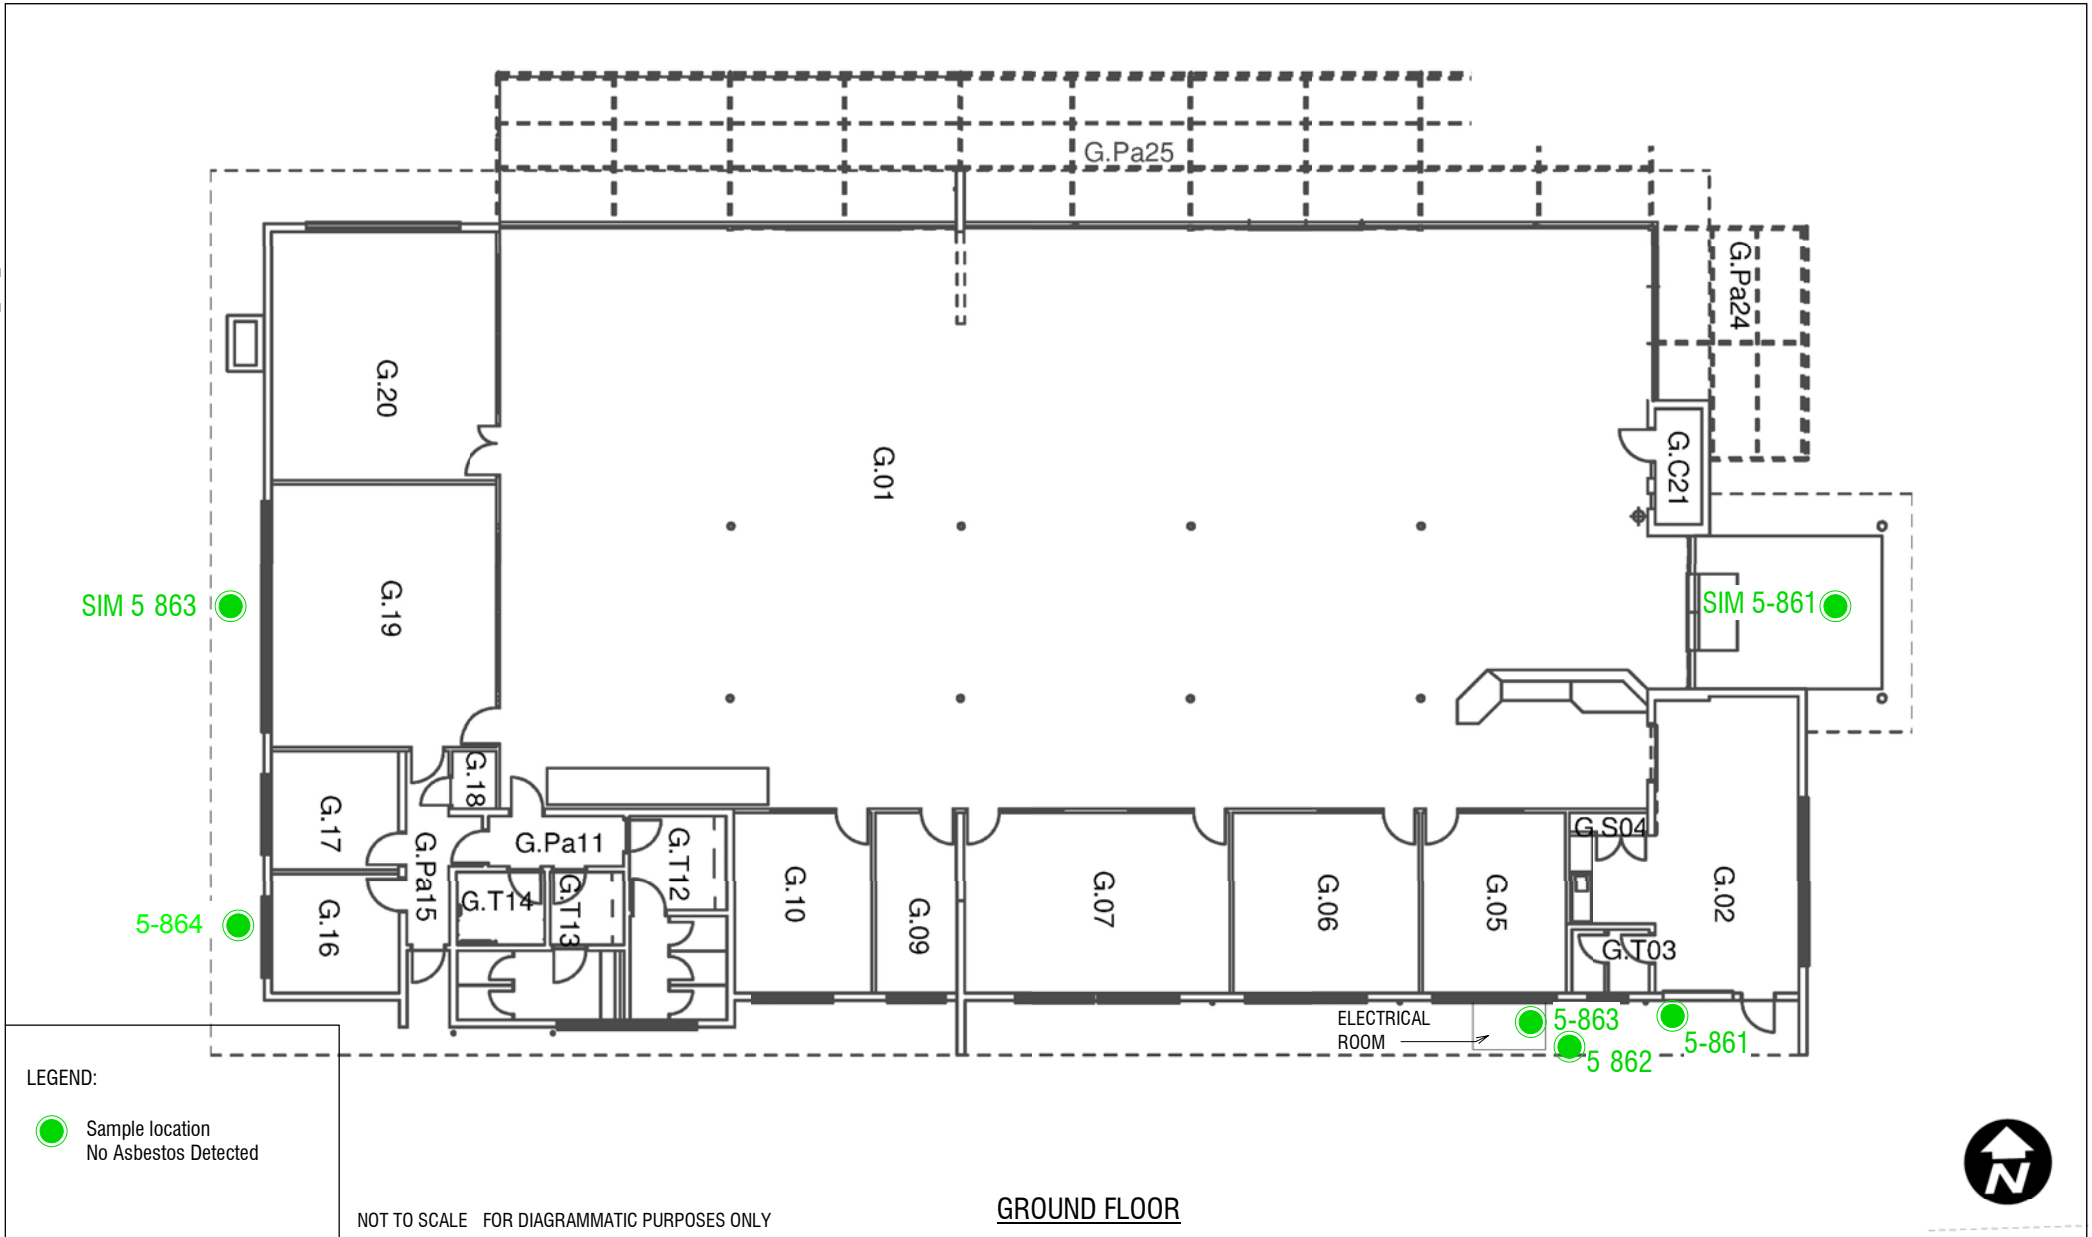 G.Pa25
G.Pa24
G.20
G.01
G.C21
SIM 5 863
G.19
SIM 5-861
G.18
G.17
G.Pa11
G.S04
G.Pa15
G.T12
G.T14
G.T13
G.16
G.10
G.09
G.07
G.06
G.05
G.02
G.T03
5-864
ELECTRICAL
ROOM
5-863
5 862
5-861
LEGEND:
Sample location
No Asbestos Detected
N
NOT TO SCALE FOR DIAGRAMMATIC PURPOSES ONLY
GROUND FLOOR